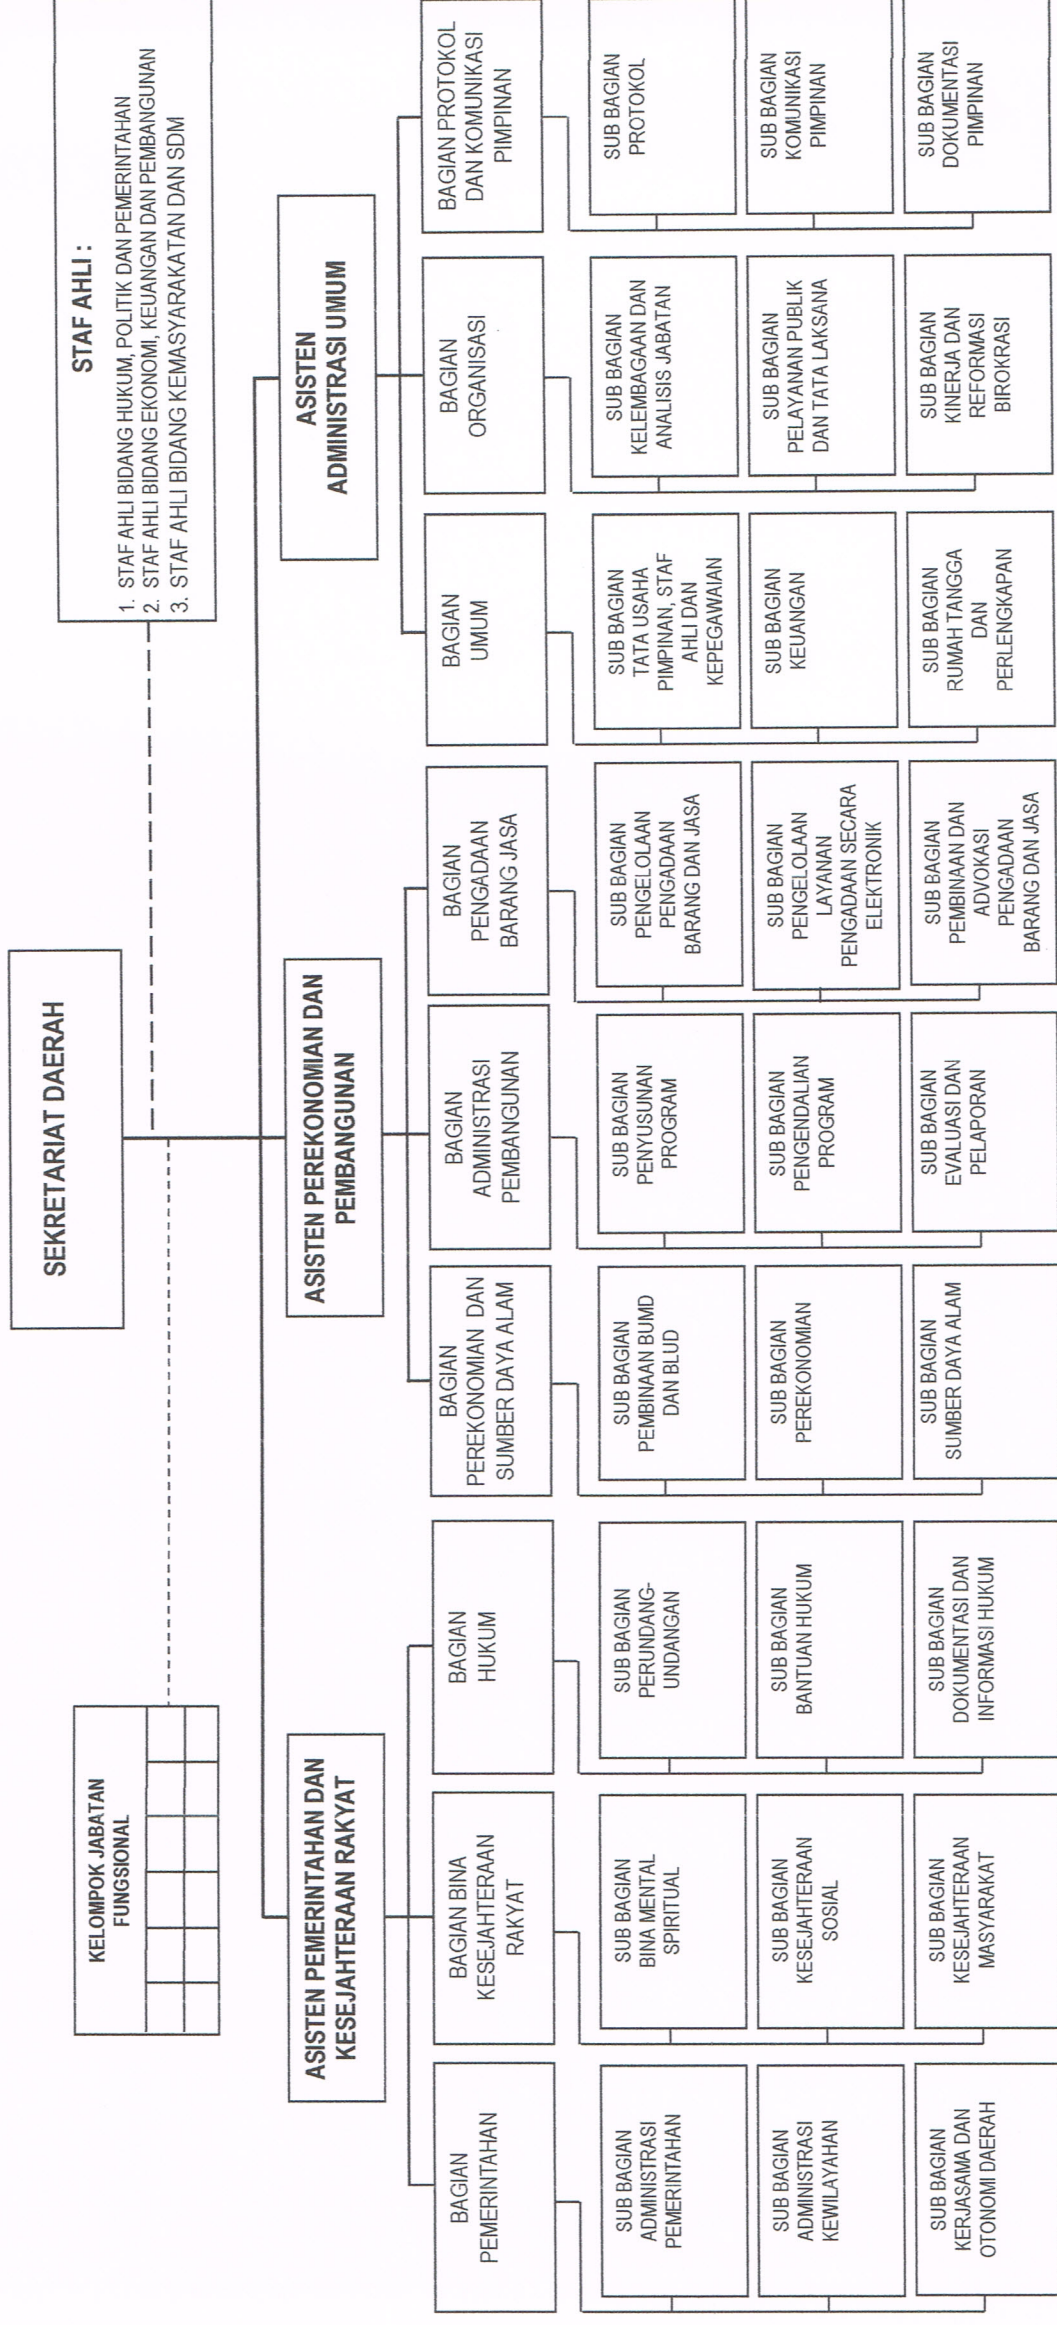 SEKRETARIAT DAERAH
STAF AHLI :
1. STAF AHLI BIDANG HUKUM, POLITIK DAN PEMERINTAHAN
2. STAF AHLI BIDANG EKONOMI, KEUANGAN DAN PEMBANGUNAN
3. STAF AHLI BIDANG KEMASYARAKATAN DAN SDM
KELOMPOK JABATAN
FUNGSIONAL
ASISTEN PEMERINTAHAN DAN
KESEJAHTERAAN RAKYAT
ASISTEN PEREKONOMIAN DAN
PEMBANGUNAN
ASISTEN
ADMINISTRASI UMUM
BAGIAN
PEMERINTAHAN
BAGIAN BINA
KESEJAHTERAAN
RAKYAT
BAGIAN
HUKUM
BAGIAN
PEREKONOMIAN DAN
SUMBER DAYA ALAM
BAGIAN
ADMINISTRASI
PEMBANGUNAN
BAGIAN
PENGADAAN
BARANG JASA
BAGIAN
UMUM
BAGIAN
ORGANISASI
BAGIAN PROTOKOL
DAN KOMUNIKASI
PIMPINAN
SUB BAGIAN
ADMINISTRASI
PEMERINTAHAN
SUB BAGIAN
BINA MENTAL
SPIRITUAL
SUB BAGIAN
PERUNDANG-
UNDANGAN
SUB BAGIAN
PEMBINAAN BUMD
DAN BLUD
SUB BAGIAN
PENYUSUNAN
PROGRAM
SUB BAGIAN
PENGELOLAAN
PENGADAAN
BARANG DAN JASA
SUB BAGIAN
TATA USAHA
PIMPINAN, STAF
AHLI DAN
KEPEGAWAIAN
SUB BAGIAN
KELEMBAGAAN DAN
ANALISIS JABATAN
SUB BAGIAN
PROTOKOL
SUB BAGIAN
ADMINISTRASI
KEWILAYAHAN
SUB BAGIAN
KESEJAHTERAAN
SOSIAL
SUB BAGIAN
BANTUAN HUKUM
SUB BAGIAN
PEREKONOMIAN
SUB BAGIAN
PENGENDALIAN
PROGRAM
SUB BAGIAN
PENGELOLAAN
LAYANAN
PENGADAAN SECARA
ELEKTRONIK
SUB BAGIAN
KEUANGAN
SUB BAGIAN
PELAYANAN PUBLIK
DAN TATA LAKSANA
SUB BAGIAN
KOMUNIKASI
PIMPINAN
SUB BAGIAN
KERJASAMA DAN
OTONOMI DAERAH
SUB BAGIAN
KESEJAHTERAAN
MASYARAKAT
SUB BAGIAN
DOKUMENTASI DAN
INFORMASI HUKUM
SUB BAGIAN
SUMBER DAYA ALAM
SUB BAGIAN
EVALUASI DAN
PELAPORAN
SUB BAGIAN
PEMBINAAN DAN
ADVOKASI
PENGADAAN
BARANG DAN JASA
SUB BAGIAN
RUMAH TANGGA
DAN
PERLENGKAPAN
SUB BAGIAN
KINERJA DAN
REFORMASI
BIROKRASI
SUB BAGIAN
DOKUMENTASI
PIMPINAN